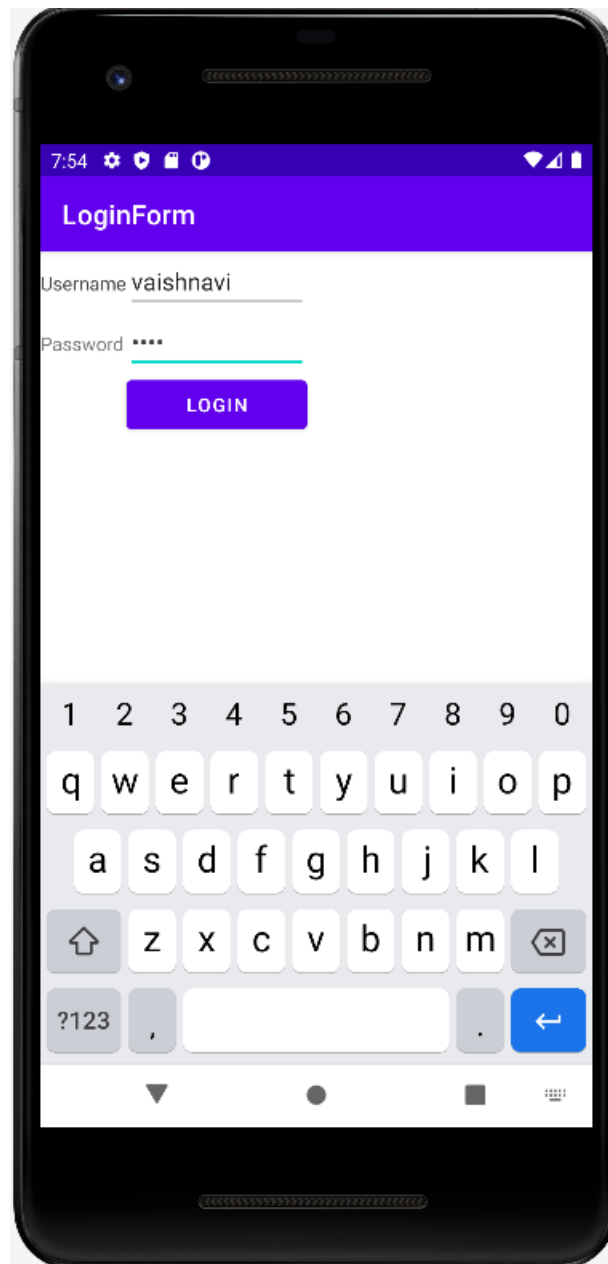 7:54
LoginForm
Username vaishnavi
Password ••••
LOGIN
1 2 3 4 5 6 7 8 9 0
q w e r t y u i o p
a s d f g h j k l
z x c v b n m
?123 , .